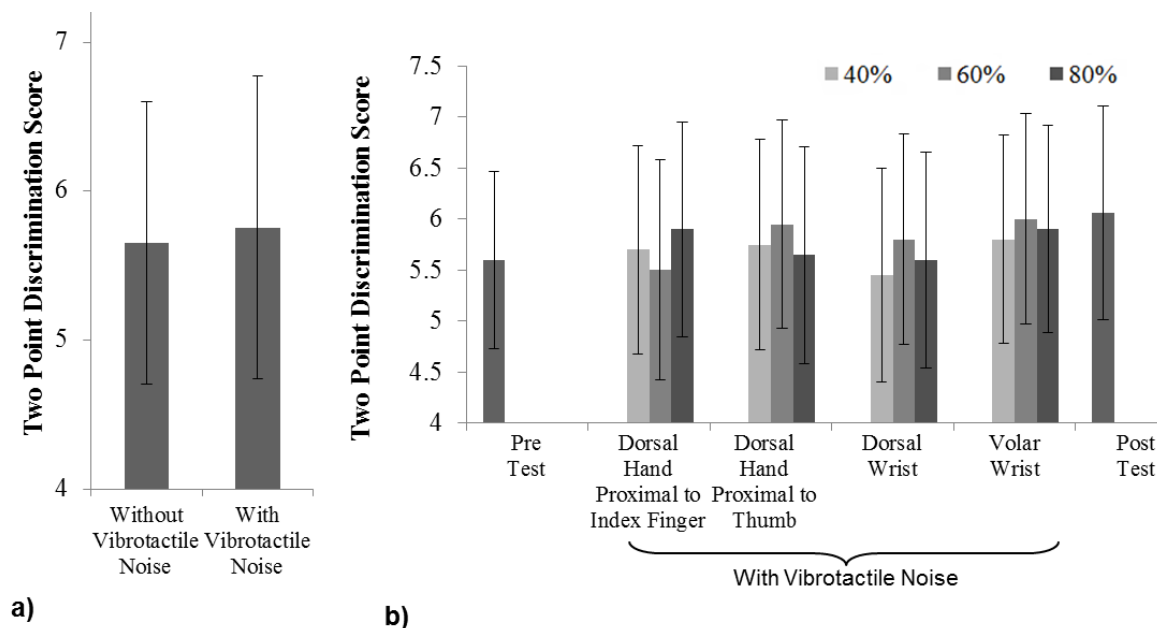 Two Point Discrimination Score
7
6
5
4
Without
Vibrotactile
Noise
With
Vibrotactile
Noise
a)
Two Point Discrimination Score
7.5
7
6.5
6
5.5
5
4.5
4
40%
60%
80%
Pre
Test
Dorsal
Hand
Proximal to
Index Finger
Dorsal
Hand
Proximal to
Thumb
Dorsal
Wrist
Volar
Wrist
Post
Test
With Vibrotactile Noise
b)